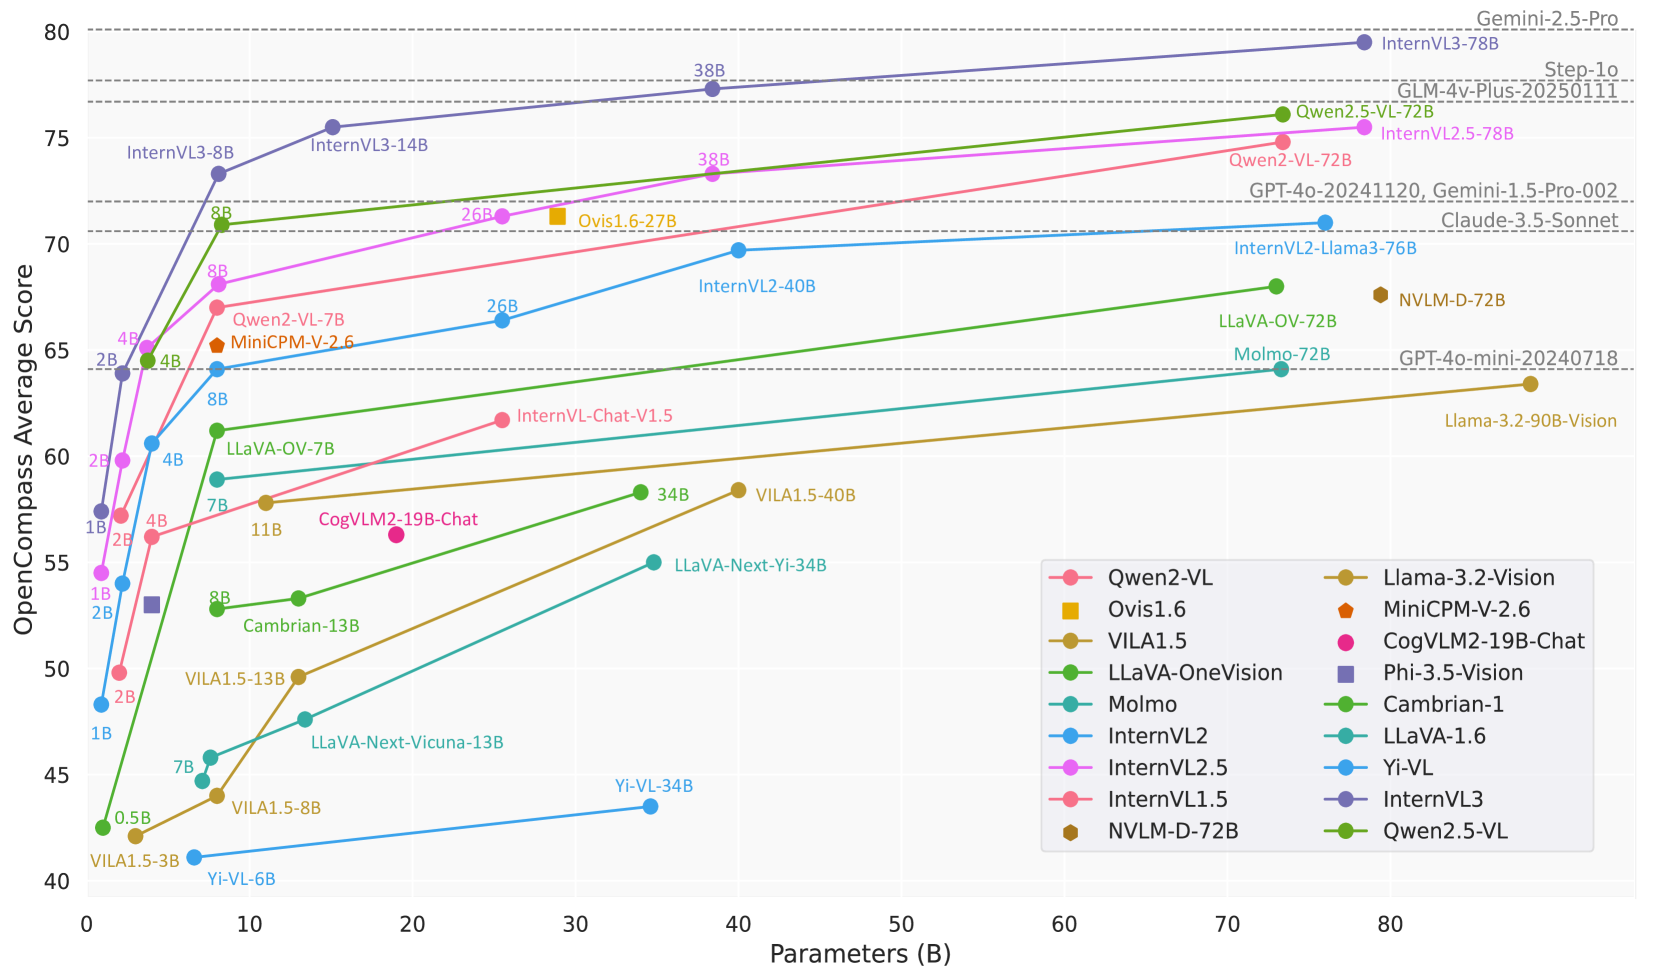 80
75
70
65
60
55
50
45
40
OpenCompass Average Score
0
10
20
30
40
50
60
70
80
Parameters (B)
Gemini-2.5-Pro
InternVL3-78B
Step-1o
38B
GLM-4v-Plus-20250111
Qwen2.5-VL-72B
InternVL2.5-78B
InternVL3-14B
InternVL3-8B
38B
Qwen2-VL-72B
GPT-4o-20241120, Gemini-1.5-Pro-002
8B
26B
Ovis1.6-27B
Claude-3.5-Sonnet
InternVL2-Llama3-76B
8B
InternVL2-40B
NVLM-D-72B
26B
Qwen2-VL-7B
LLaVA-OV-72B
4B
MiniCPM-V-2.6
Molmo-72B
2B
4B
GPT-4o-mini-20240718
8B
InternVL-Chat-V1.5
Llama-3.2-90B-Vision
LLaVA-OV-7B
2B
4B
34B
VILA1.5-40B
7B
4B
CogVLM2-19B-Chat
1B
11B
2B
LLaVA-Next-Yi-34B
1B
8B
2B
Cambrian-13B
VILA1.5-13B
2B
1B
LLaVA-Next-Vicuna-13B
7B
Yi-VL-34B
0.5B
VILA1.5-8B
VILA1.5-3B
Yi-VL-6B
Qwen2-VL
Ovis1.6
VILA1.5
LLaVA-OneVision
Molmo
InternVL2
InternVL2.5
InternVL1.5
NVLM-D-72B
Llama-3.2-Vision
MiniCPM-V-2.6
CogVLM2-19B-Chat
Phi-3.5-Vision
Cambrian-1
LLaVA-1.6
Yi-VL
InternVL3
Qwen2.5-VL